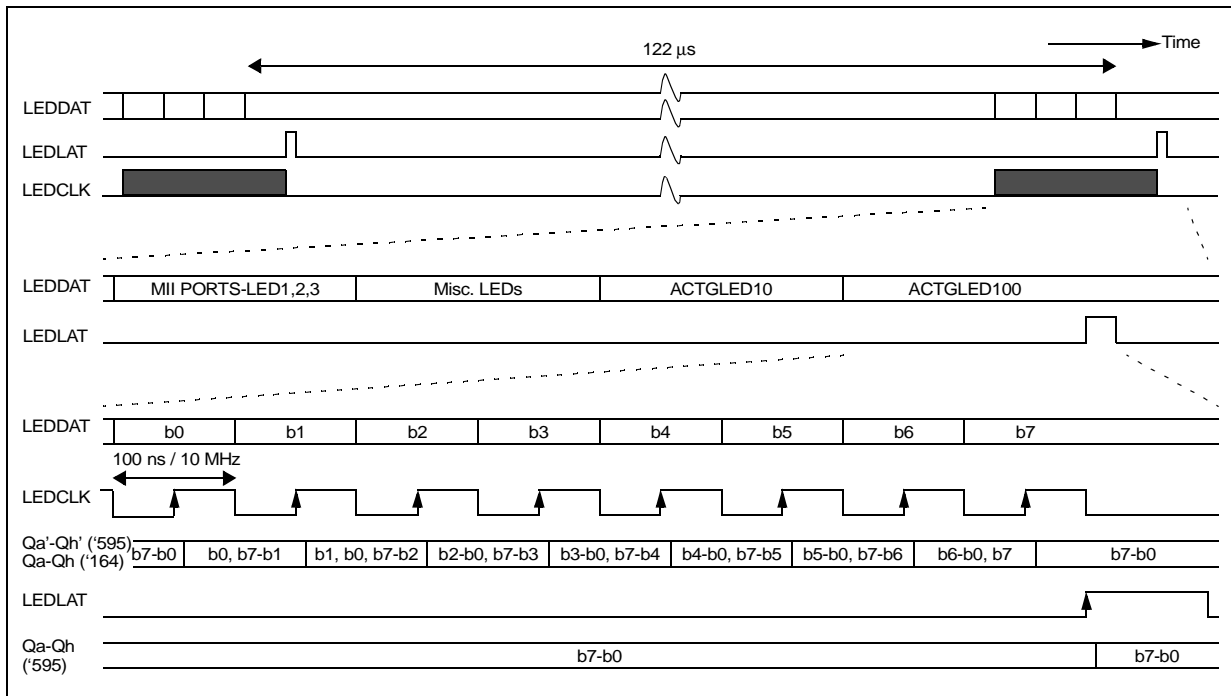 Time
122 μs
LEDDAT
LEDLAT
LEDCLK
LEDDAT MII PORTS-LED1,2,3 Misc. LEDs ACTGLED10 ACTGLED100
LEDLAT
LEDDAT b0 b1 b2 b3 b4 b5 b6 b7
100 ns / 10 MHz
LEDCLK
Qa’-Qh’ (‘595)
Qa-Qh (‘164) b7-b0 b0, b7-b1 b1, b0, b7-b2 b2-b0, b7-b3 b3-b0, b7-b4 b4-b0, b7-b5 b5-b0, b7-b6 b6-b0, b7 b7-b0
LEDLAT
Qa-Qh
(‘595) b7-b0 b7-b0